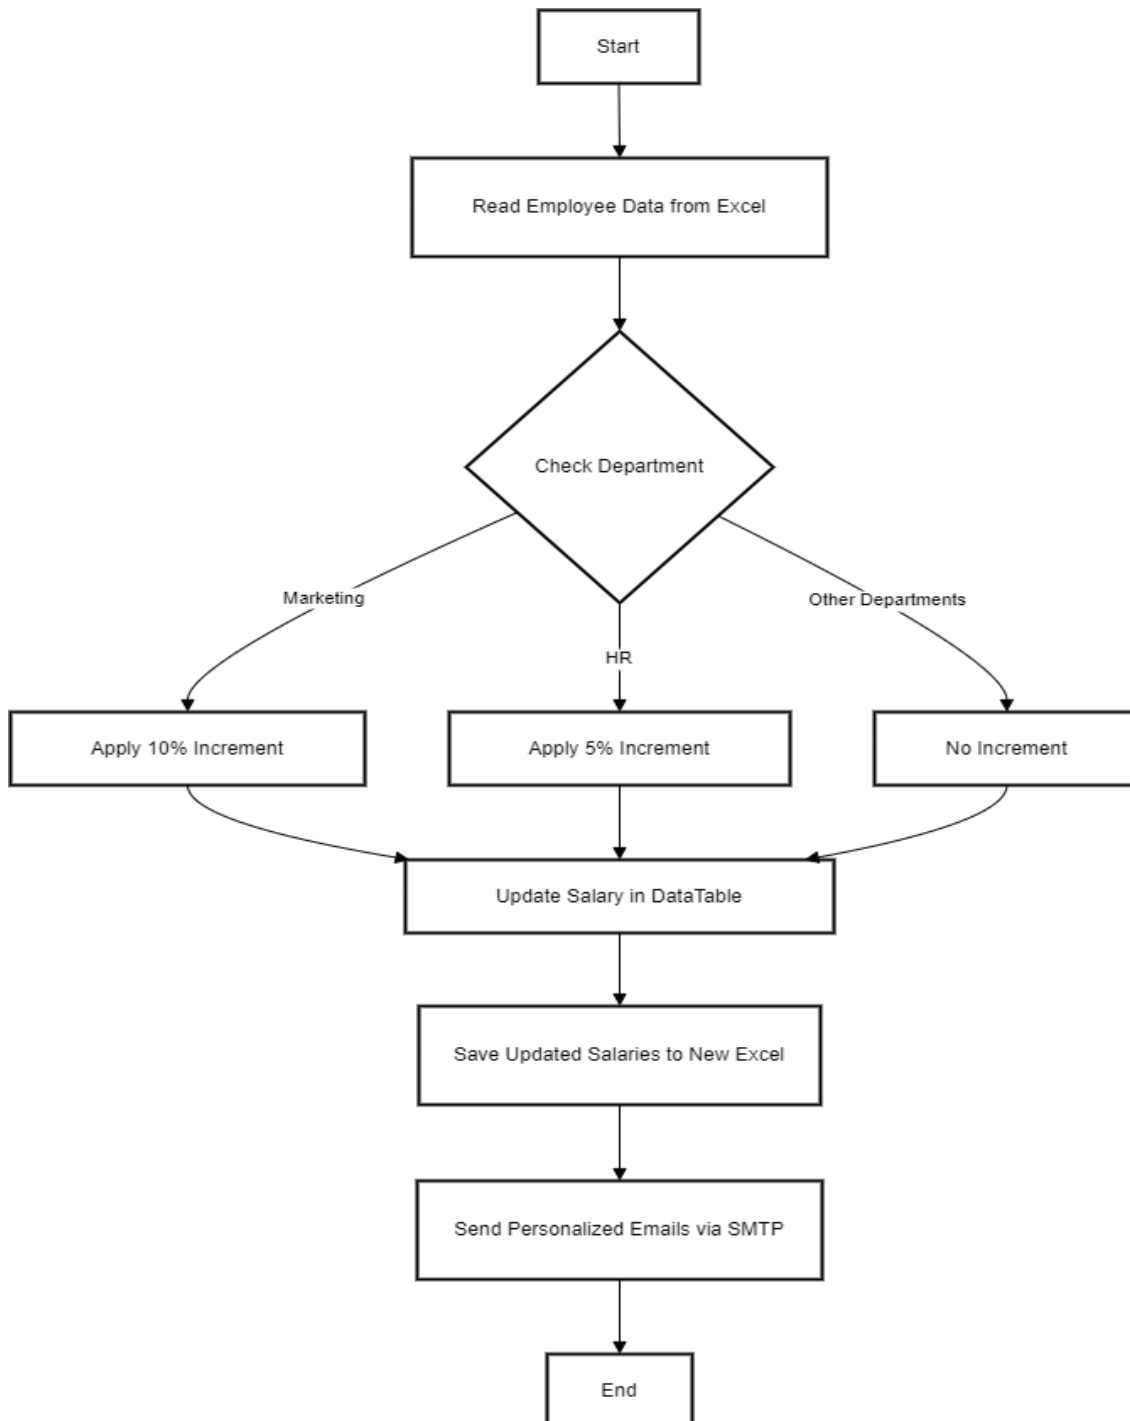 Start
Read Employee Data from Excel
Check Department
Marketing
Other Departments
HR
Apply 10% Increment
Apply 5% Increment
No Increment
Update Salary in DataTable
Save Updated Salaries to New Excel
Send Personalized Emails via SMTP
End